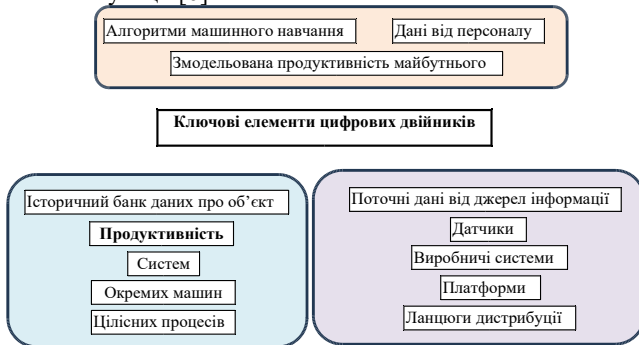 Алгоритми машинного навчання
Дані від персоналу
Змодельована продуктивність майбутнього
Ключові елементи цифрових двійників
Історичний банк даних про об’єкт
Продуктивність
Систем
Окремих машин
Цілісних процесів
Поточні дані від джерел інформації
Датчики
Виробничі системи
Платформи
Ланцюги дистрибуції